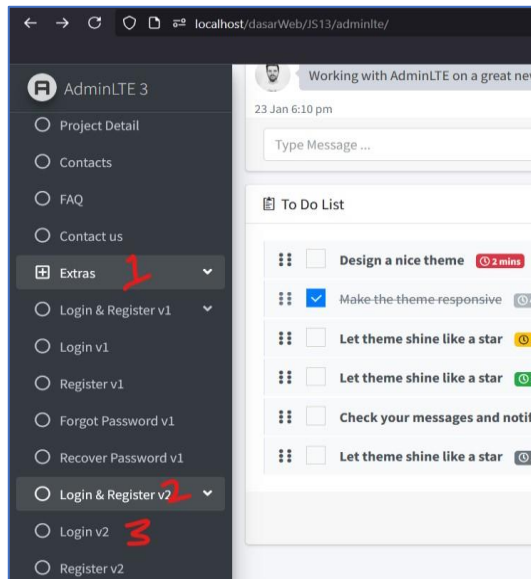 localhost/dasarWeb/JS13/adminlte/
AdminLTE 3
Project Detail
Contacts
FAQ
Contact us
Extras 1
Login & Register v1
Login v1
Register v1
Forgot Password v1
Recover Password v1
Login & Register v2 2
Login v2 3
Register v2
Working with AdminLTE on a great
23 Jan 6:10 pm
Type Message ...
To Do List
Design a nice theme 2 mins
Make the theme responsive
Let theme shine like a star
Let theme shine like a star
Check your messages and
Let theme shine like a star